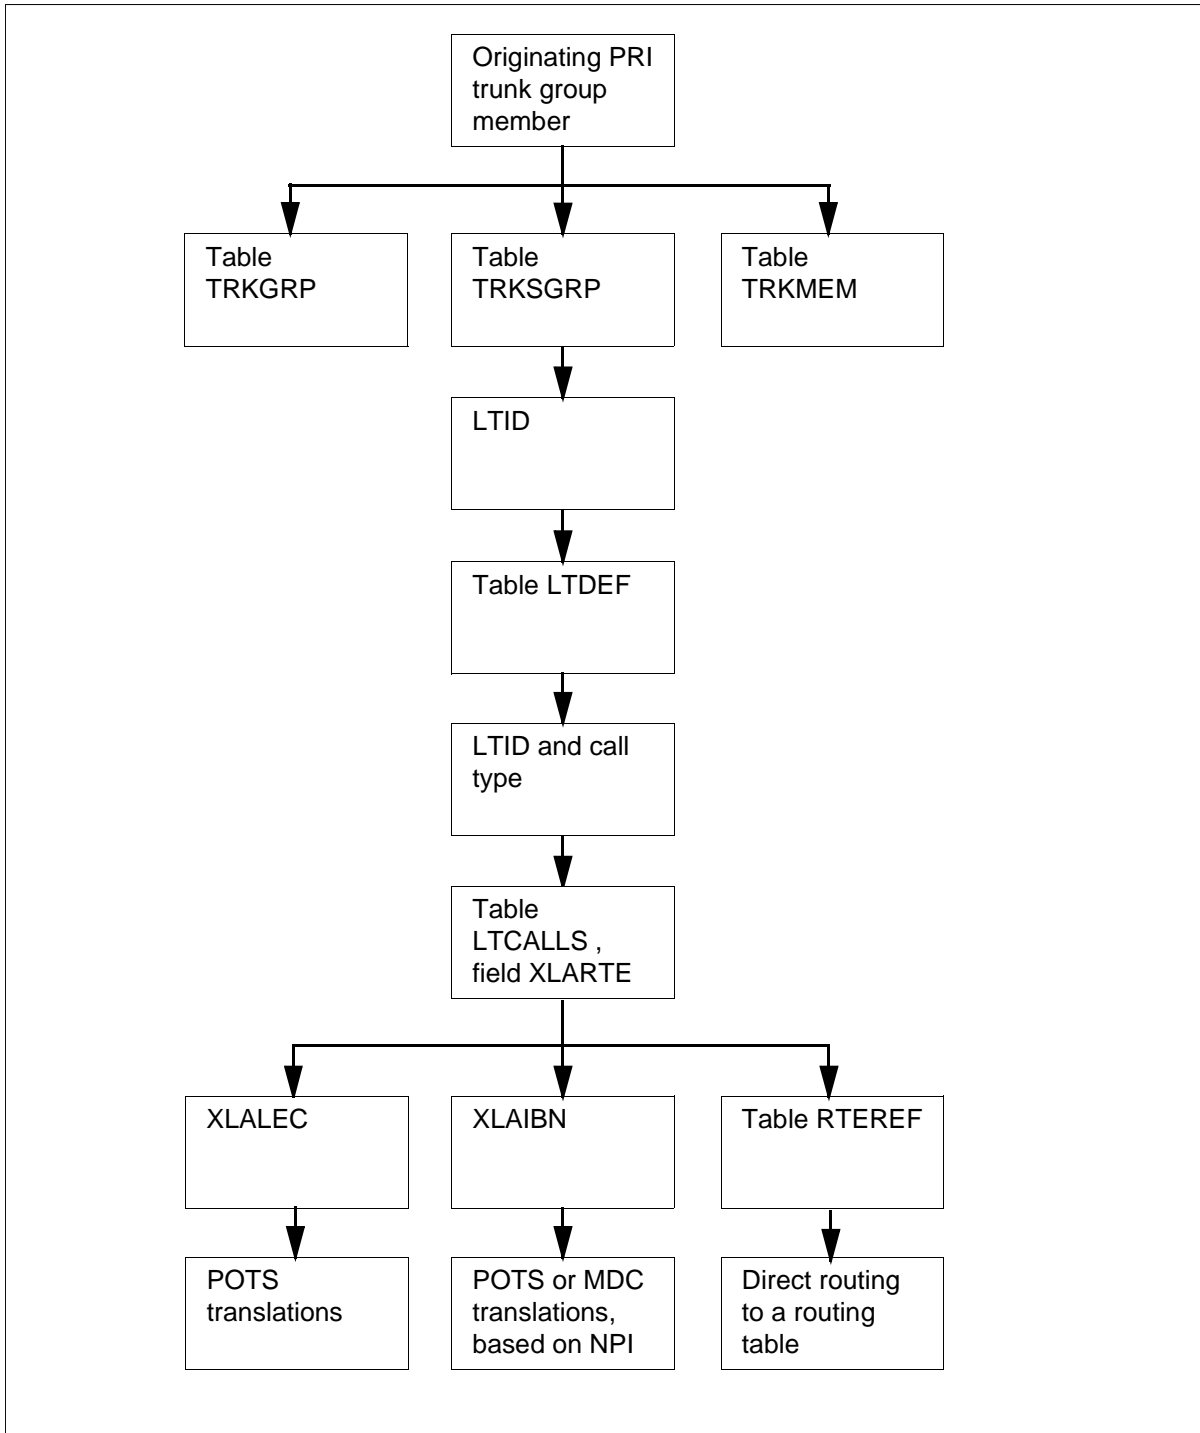 Originating PRI
trunk group
member
Table
TRKGRP
Table
TRKSGRP
Table
TRKMEM
LTID
Table LTDEF
LTID and call
type
Table
LTCALLS ,
field XLARTE
XLALEC
XLAIBN
Table RTEREF
POTS
translations
POTS or MDC
translations,
based on NPI
Direct routing
to a routing
table